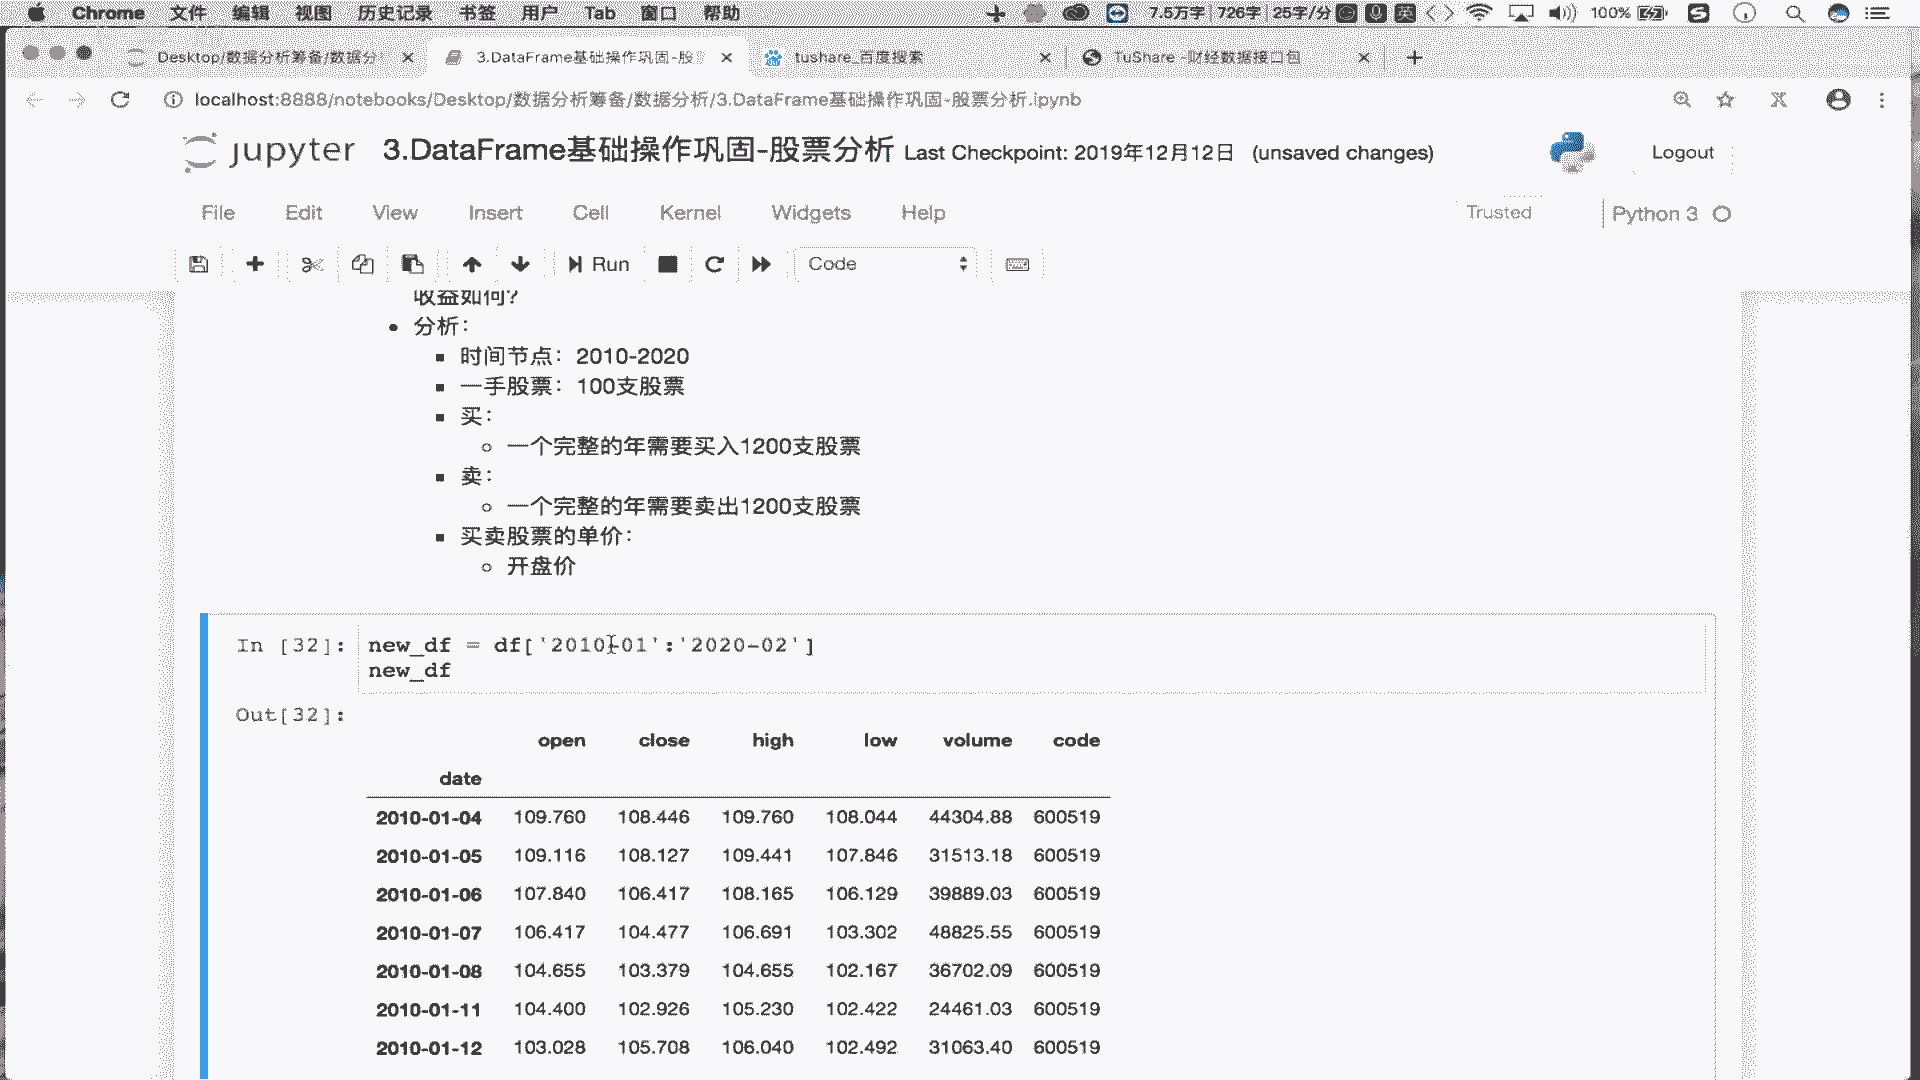 Chrome 文件 编辑 视图 历史记录 书签 用户 Tab 窗口 帮助 7.5万字 726字 25字/分 英 100%
Desktop/数据分析筹备/数据分 3.DataFrame基础操作巩固-股 tushare_百度搜索 TuShare -财经数据接口包
localhost:8888/notebooks/Desktop/数据分析筹备/数据分析/3.DataFrame基础操作巩固-股票分析.ipynb
jupyter 3.DataFrame基础操作巩固-股票分析 Last Checkpoint: 2019年12月12日 (unsaved changes) Logout
File Edit View Insert Cell Kernel Widgets Help Trusted Python 3
Run Code
收益如何?
分析:
时间节点: 2010-2020
一手股票: 100支股票
买:
一个完整的年需要买入1200支股票
卖:
一个完整的年需要卖出1200支股票
买卖股票的单价:
开盘价
In [32]: new_df = df['2010-01':'2020-02']
new_df
Out[32]:
open close high low volume code
date
2010-01-04 109.760 108.446 109.760 108.044 44304.88 600519
2010-01-05 109.116 108.127 109.441 107.846 31513.18 600519
2010-01-06 107.840 106.417 108.165 106.129 39889.03 600519
2010-01-07 106.417 104.477 106.691 103.302 48825.55 600519
2010-01-08 104.655 103.379 104.655 102.167 36702.09 600519
2010-01-11 104.400 102.926 105.230 102.422 24461.03 600519
2010-01-12 103.028 105.708 106.040 102.492 31063.40 600519